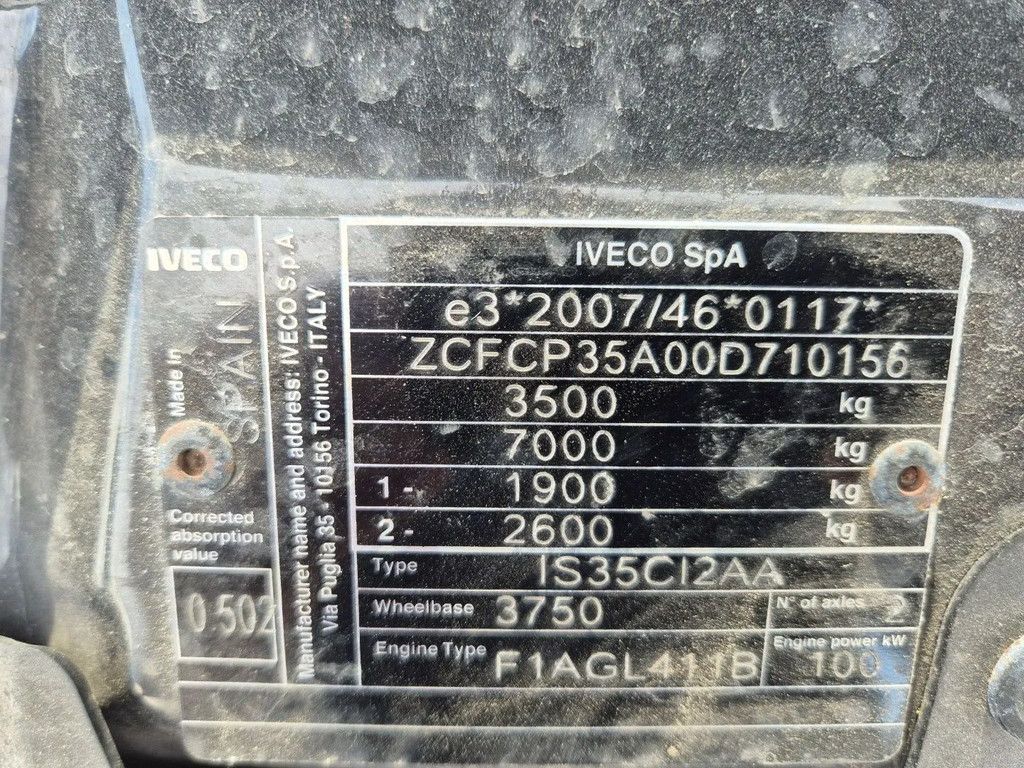 IVECO
Made in
SPAIN
Corrected
absorption
value
0.502
Manufacturer name and address: IVECO S.p.A.
Via Puglia 35 - 10156 Torino - ITALY
IVECO SpA
e3*2007/46*0117*
ZCFCP35A00D710156
3500 kg
7000 kg
1 - 1900 kg
2 - 2600 kg
Type IS35CI2AA
Wheelbase 3750 N° of axles 2
Engine Type F1AGL411B Engine power kW 100